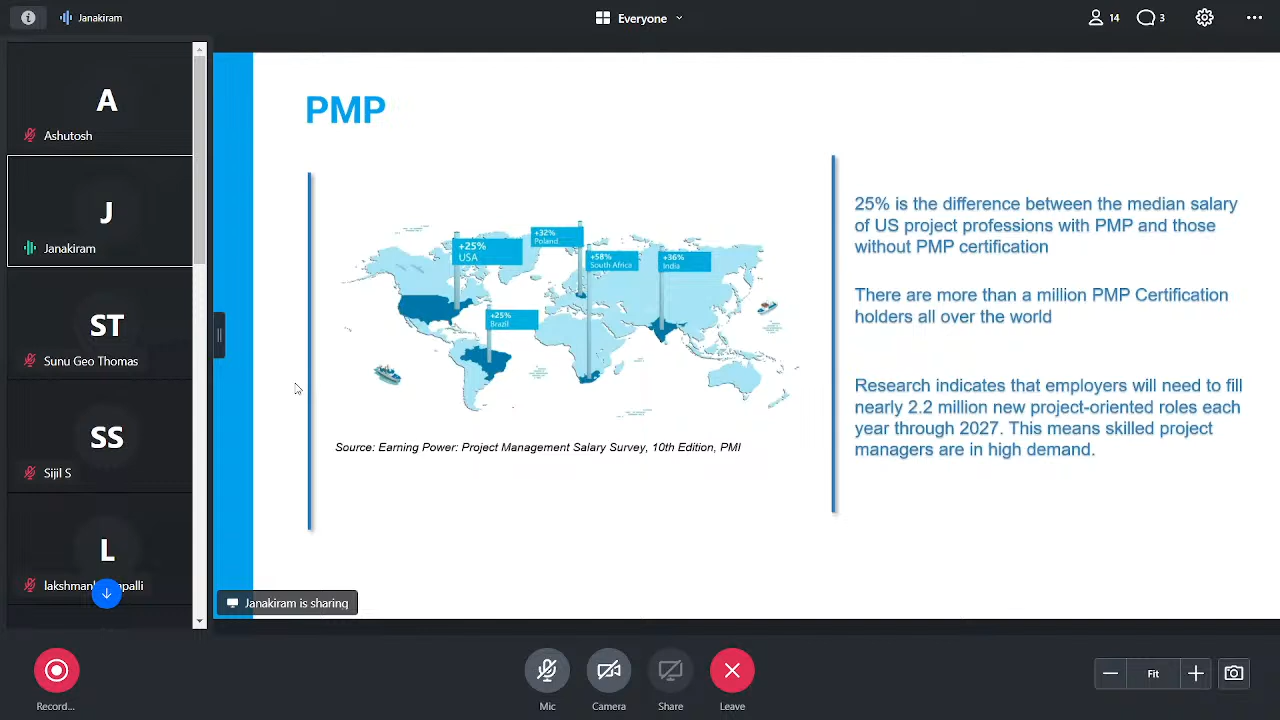 Janakiram
Everyone
14
3
A
Ashutosh
J
Janakiram
ST
Sunu Geo Thomas
SS
Sijil S
L
PMP
+25%
USA
+32%
Poland
+58%
South Africa
+36%
India
+25%
Brazil
Source: Earning Power: Project Management Salary Survey, 10th Edition, PMI
25% is the difference between the median salary
of US project professions with PMP and those
without PMP certification
There are more than a million PMP Certification
holders all over the world
Research indicates that employers will need to fill
nearly 2.2 million new project-oriented roles each
year through 2027. This means skilled project
managers are in high demand.
Janakiram is sharing
Record...
Mic
Camera
Share
Leave
Fit